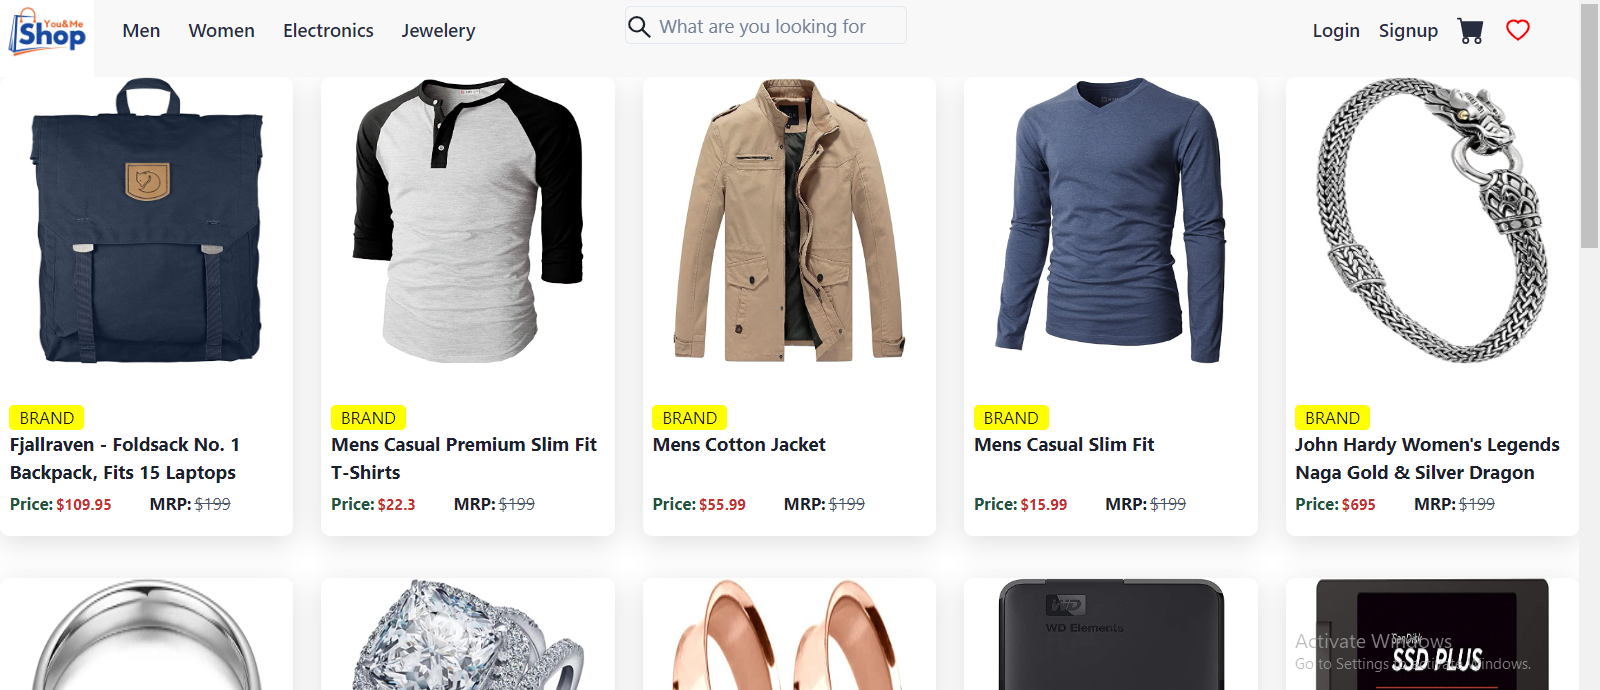 You&Me
Shop
Men
Women
Electronics
Jewelery
What are you looking for
Login
Signup
BRAND
Fjallraven - Foldsack No. 1
Backpack, Fits 15 Laptops
Price: $109.95 MRP: $199
BRAND
Mens Casual Premium Slim Fit
T-Shirts
Price: $22.3 MRP: $199
BRAND
Mens Cotton Jacket
Price: $55.99 MRP: $199
BRAND
Mens Casual Slim Fit
Price: $15.99 MRP: $199
BRAND
John Hardy Women's Legends
Naga Gold & Silver Dragon
Price: $695 MRP: $199
WD
WD Elements
SanDisk
SSD PLUS
Activate Windows
Go to Settings to activate Windows.